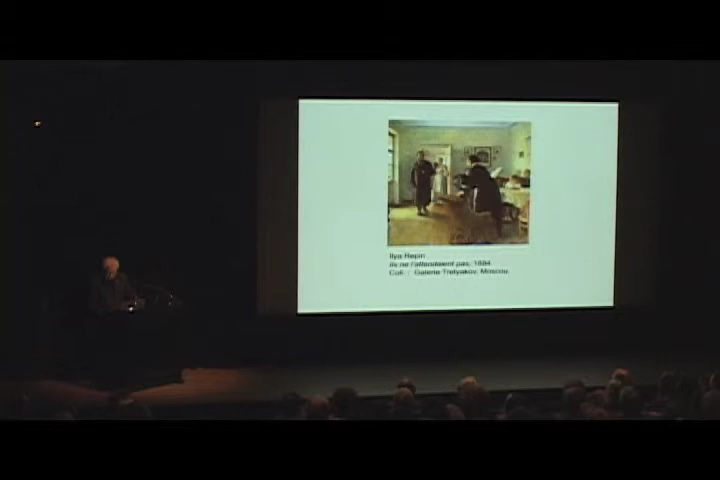 Ilya Repin
Ils ne l'attendaient pas, 1884
Coll. : Galerie Tretyakov, Moscou